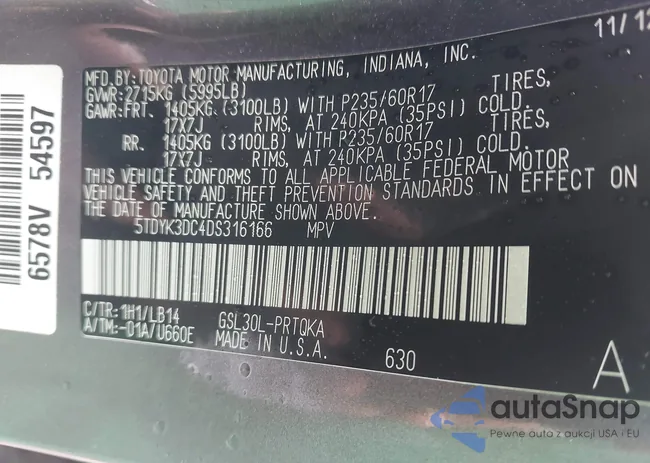 11/12
MFD.BY:TOYOTA MOTOR MANUFACTURING, INDIANA, INC.
GVWR:2715KG (5995LB)
GAWR:FRT. 1405KG (3100LB) WITH P235/60R17 TIRES,
17X7J RIMS, AT 240KPA (35PSI) COLD.
RR. 1405KG (3100LB) WITH P235/60R17 TIRES,
17X7J RIMS, AT 240KPA (35PSI) COLD.
THIS VEHICLE CONFORMS TO ALL APPLICABLE FEDERAL MOTOR
VEHICLE SAFETY AND THEFT PREVENTION STANDARDS IN EFFECT ON
THE DATE OF MANUFACTURE SHOWN ABOVE.
5TDYK3DC4DS316166 MPV
C/TR:1H1/LB14 GSL30L-PRTQKA
A/TM:-01A/U660E MADE IN U.S.A. 630
A
6578V 54597
autaSnap
Pewne auta z aukcji USA i EU